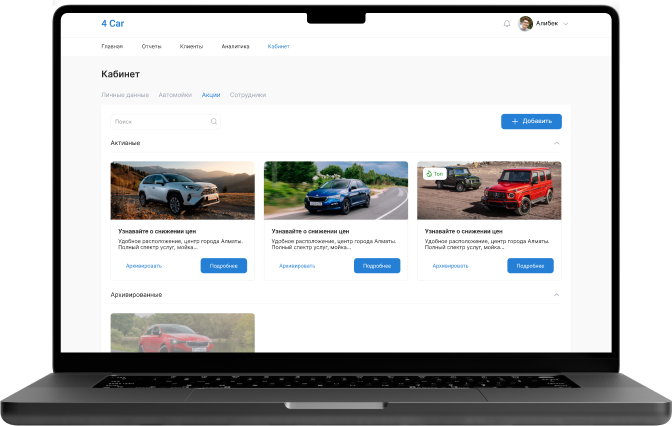 4 Car
Алибек
Главная Отчеты Клиенты Аналитика Кабинет
Кабинет
Личные данные Автомойки Акции Сотрудники
Поиск
Добавить
Активные
Топ
Узнавайте о снижении цен
Удобное расположение, центр города Алматы.
Полный спектр услуг, мойка...
Архивировать Подробнее
Узнавайте о снижении цен
Удобное расположение, центр города Алматы.
Полный спектр услуг, мойка...
Архивировать Подробнее
Узнавайте о снижении цен
Удобное расположение, центр города Алматы.
Полный спектр услуг, мойка...
Архивировать Подробнее
Архивированные